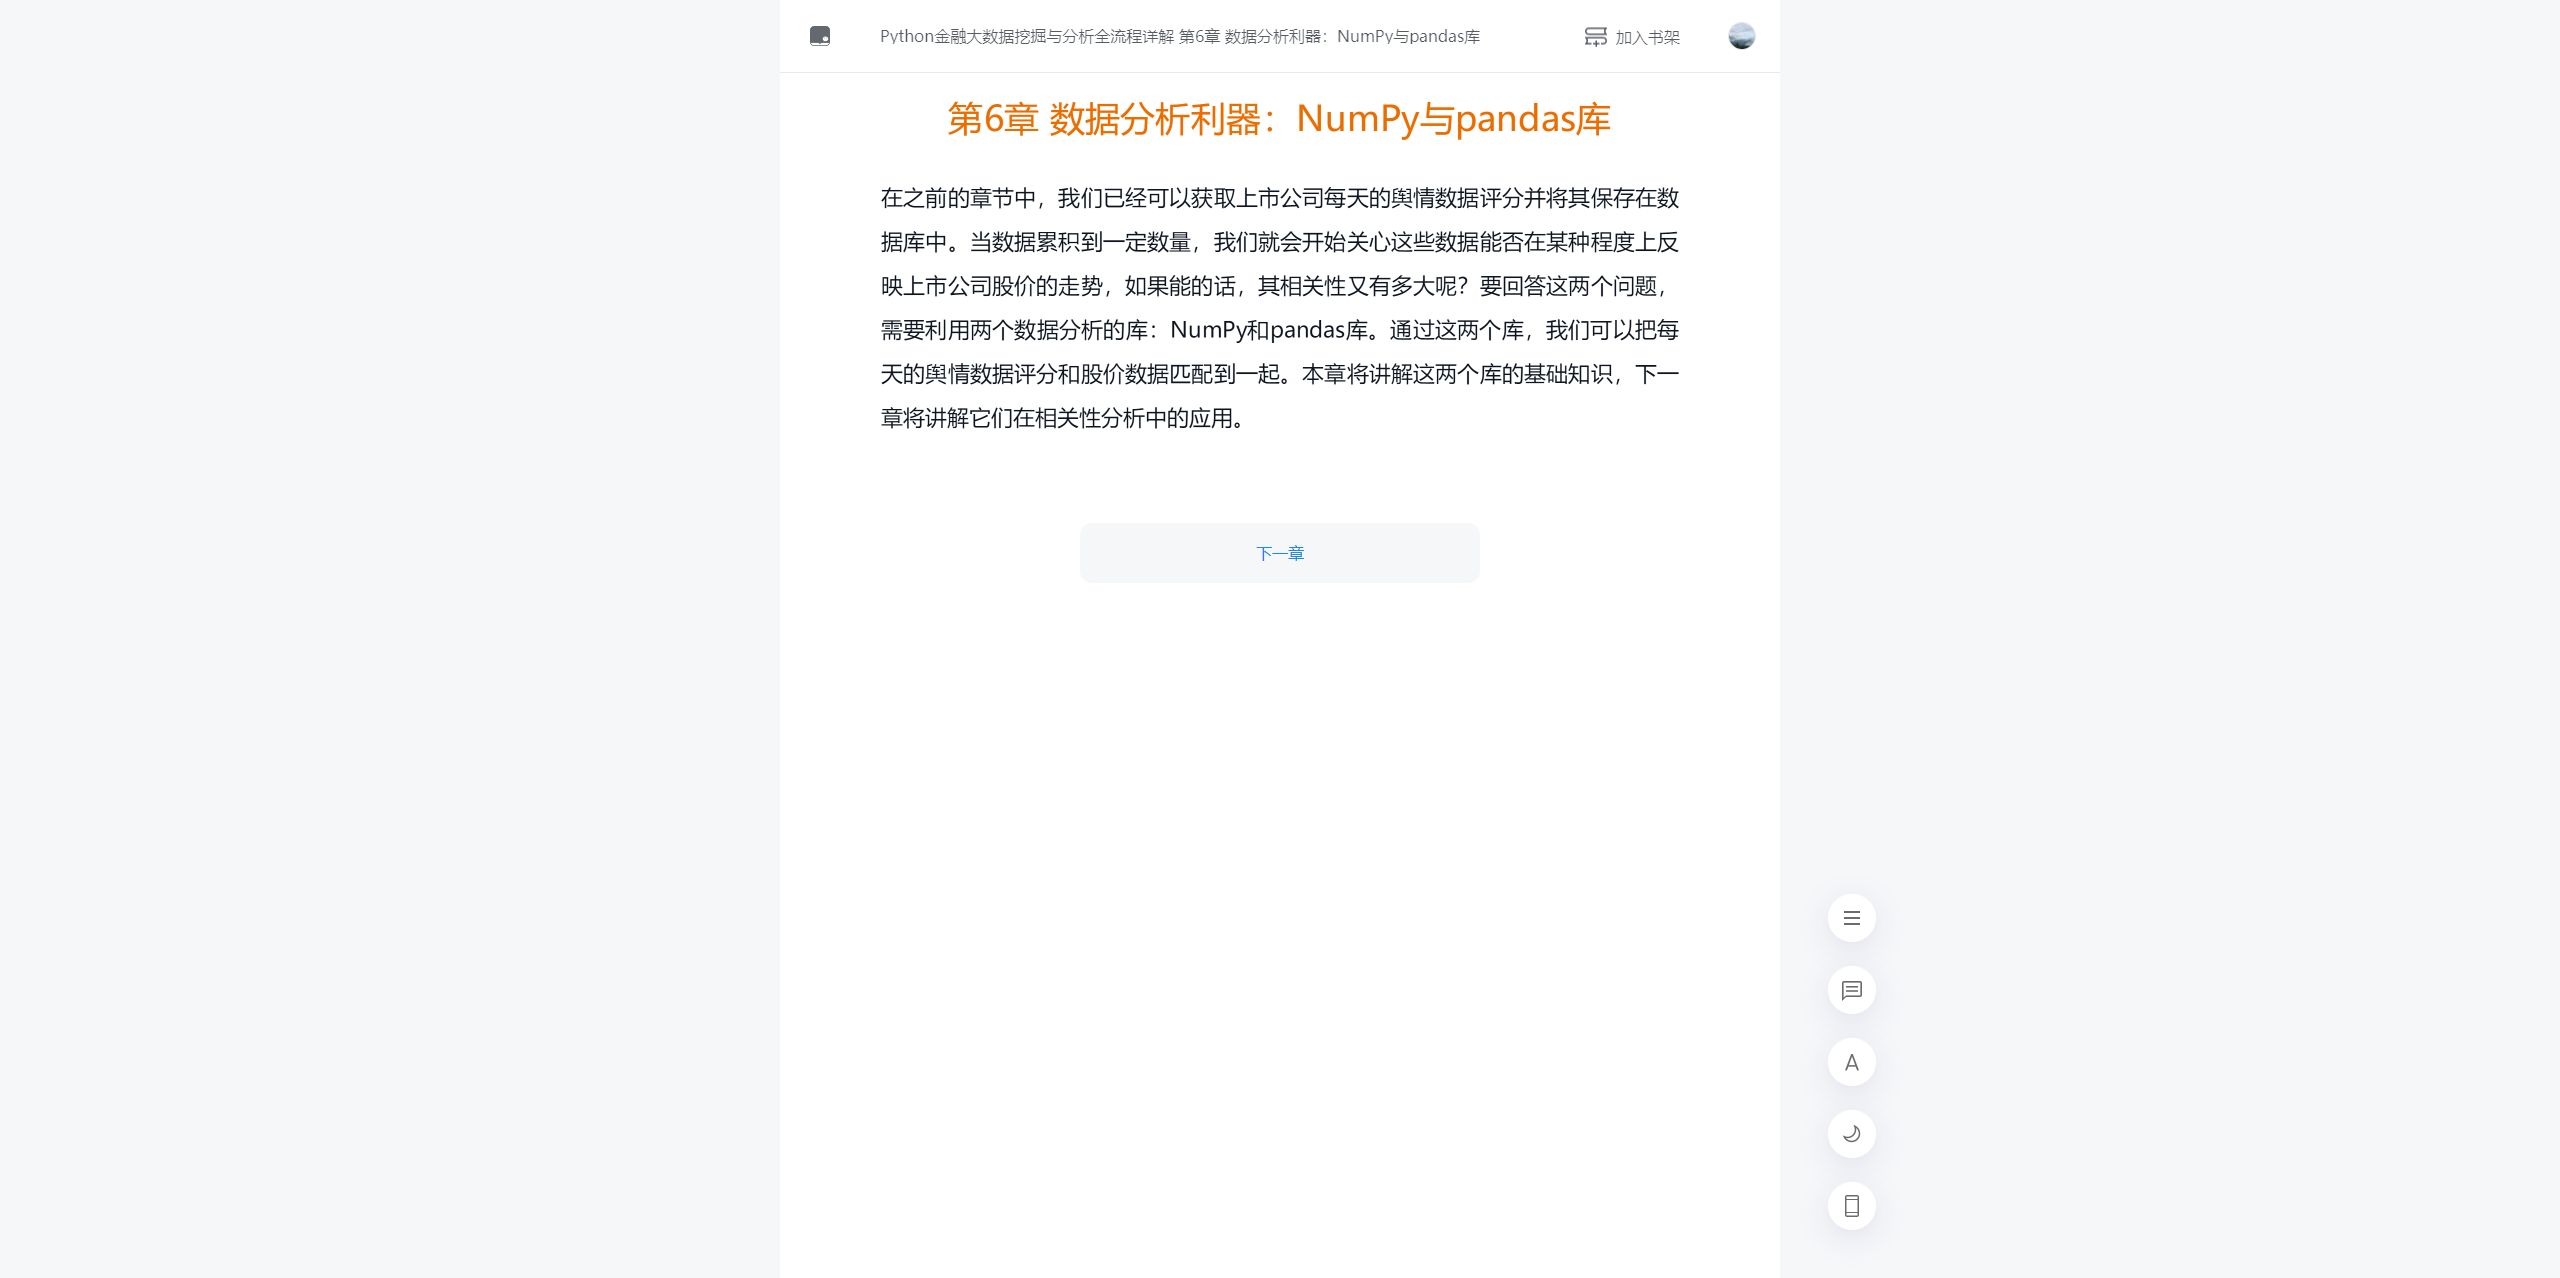 Python金融大数据挖掘与分析全流程详解 第6章 数据分析利器：NumPy与pandas库
加入书架
第6章 数据分析利器：NumPy与pandas库
在之前的章节中，我们已经可以获取上市公司每天的舆情数据评分并将其保存在数
据库中。当数据累积到一定数量，我们就会开始关心这些数据能否在某种程度上反
映上市公司股价的走势，如果能的话，其相关性又有多大呢？要回答这两个问题，
需要利用两个数据分析的库：NumPy和pandas库。通过这两个库，我们可以把每
天的舆情数据评分和股价数据匹配到一起。本章将讲解这两个库的基础知识，下一
章将讲解它们在相关性分析中的应用。
下一章
A